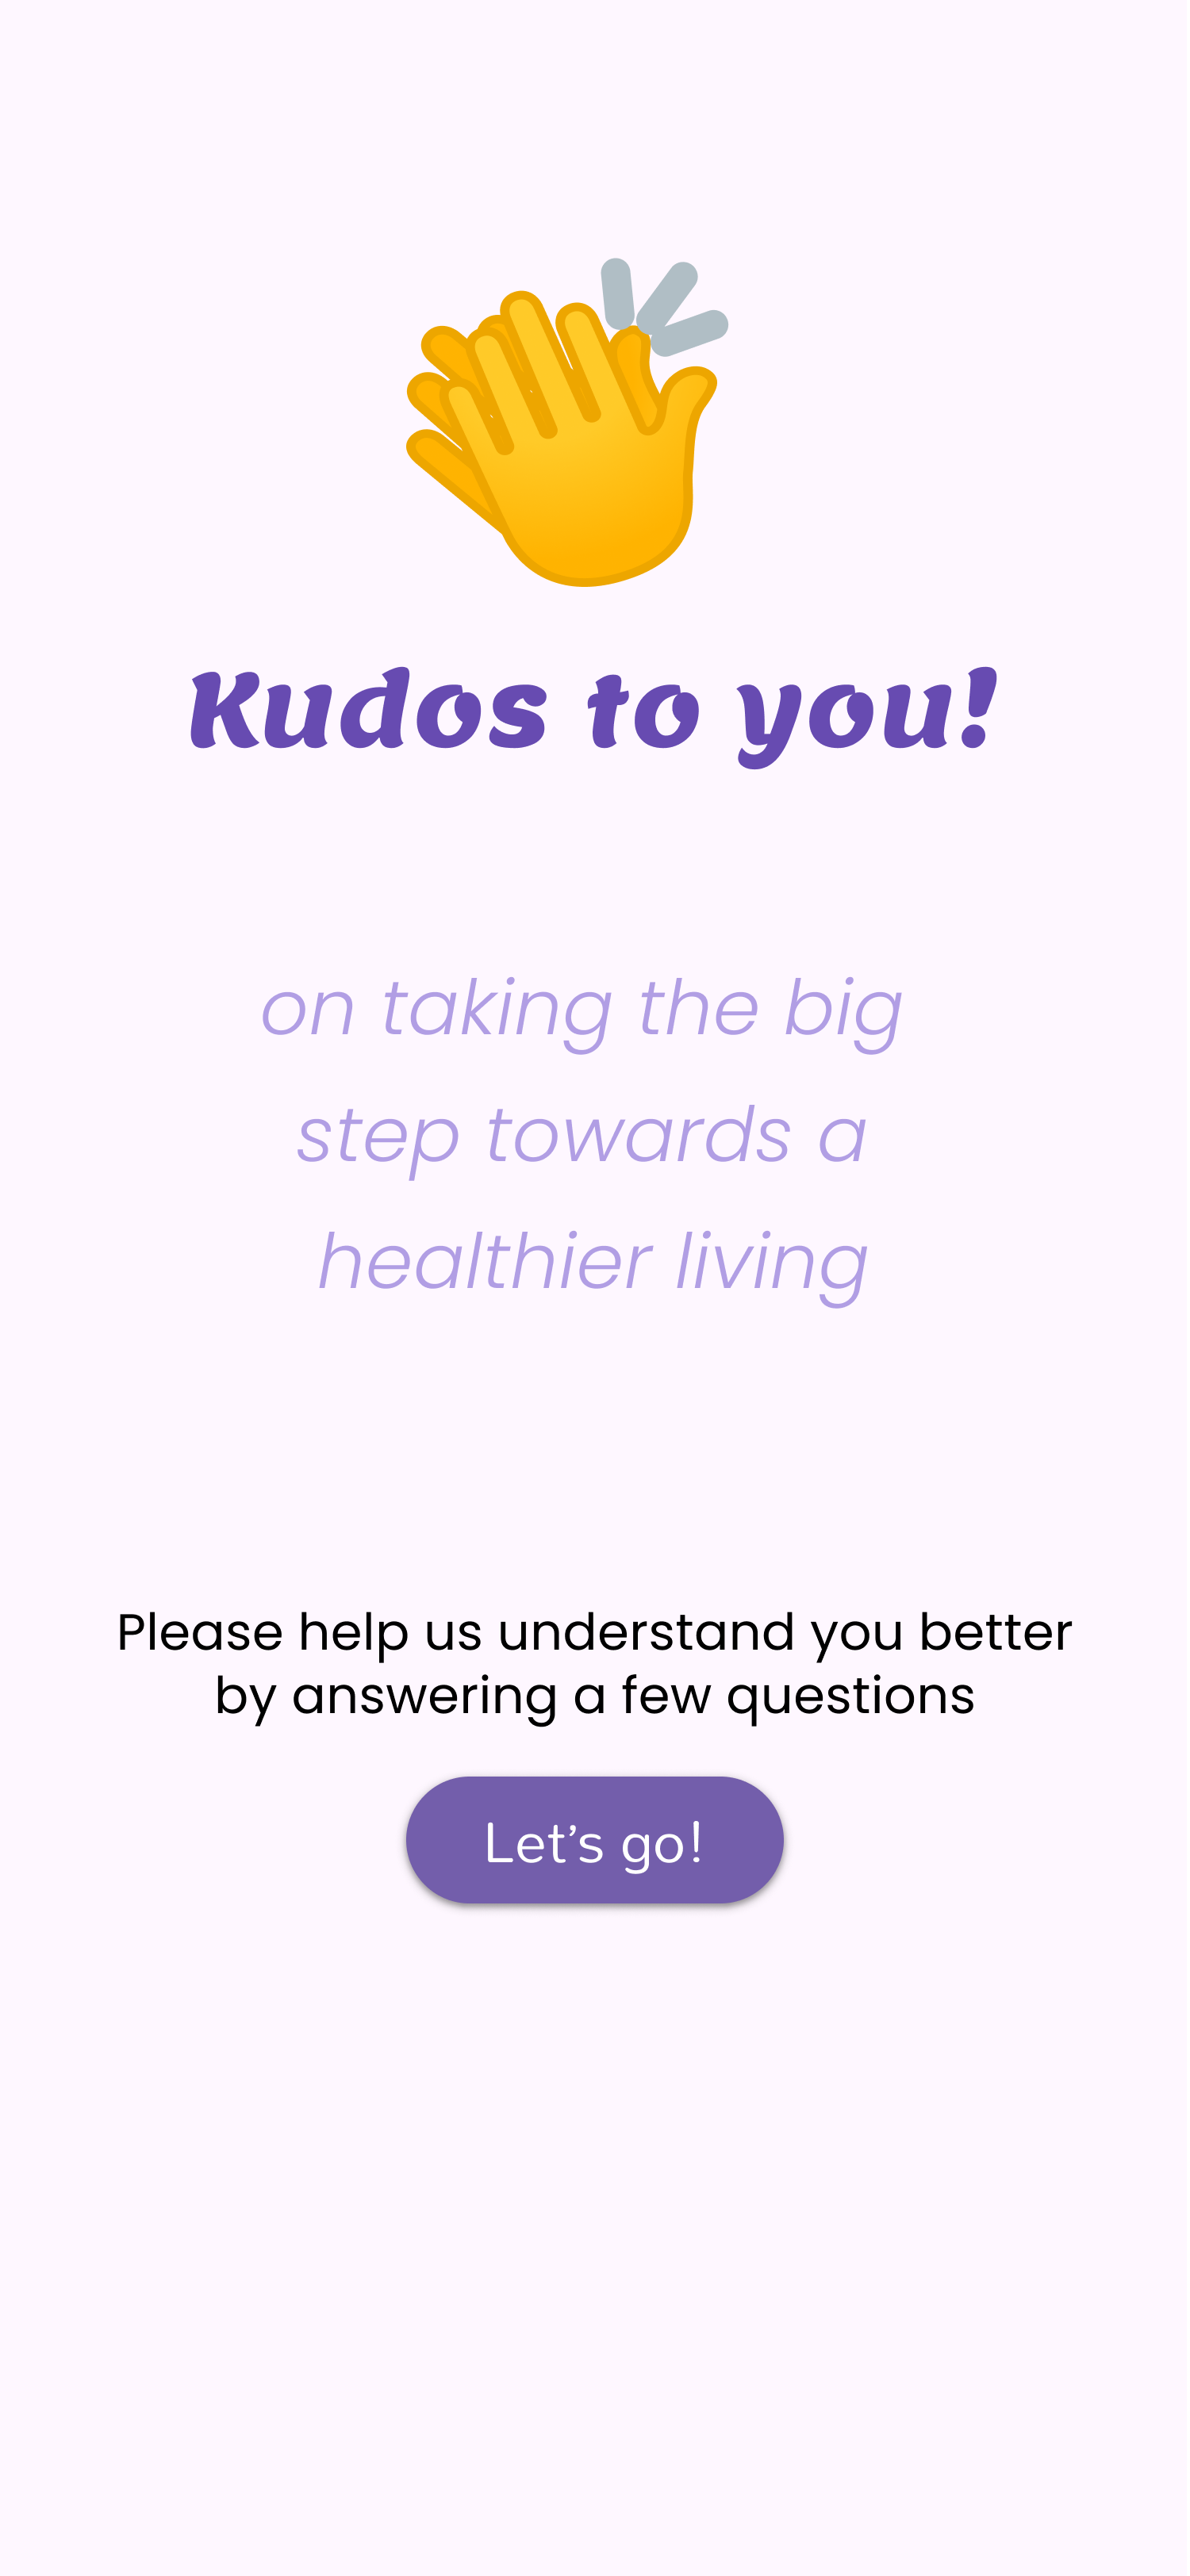 Kudos to you!
on taking the big
step towards a
healthier living
Please help us understand you better
by answering a few questions
Let’s go!